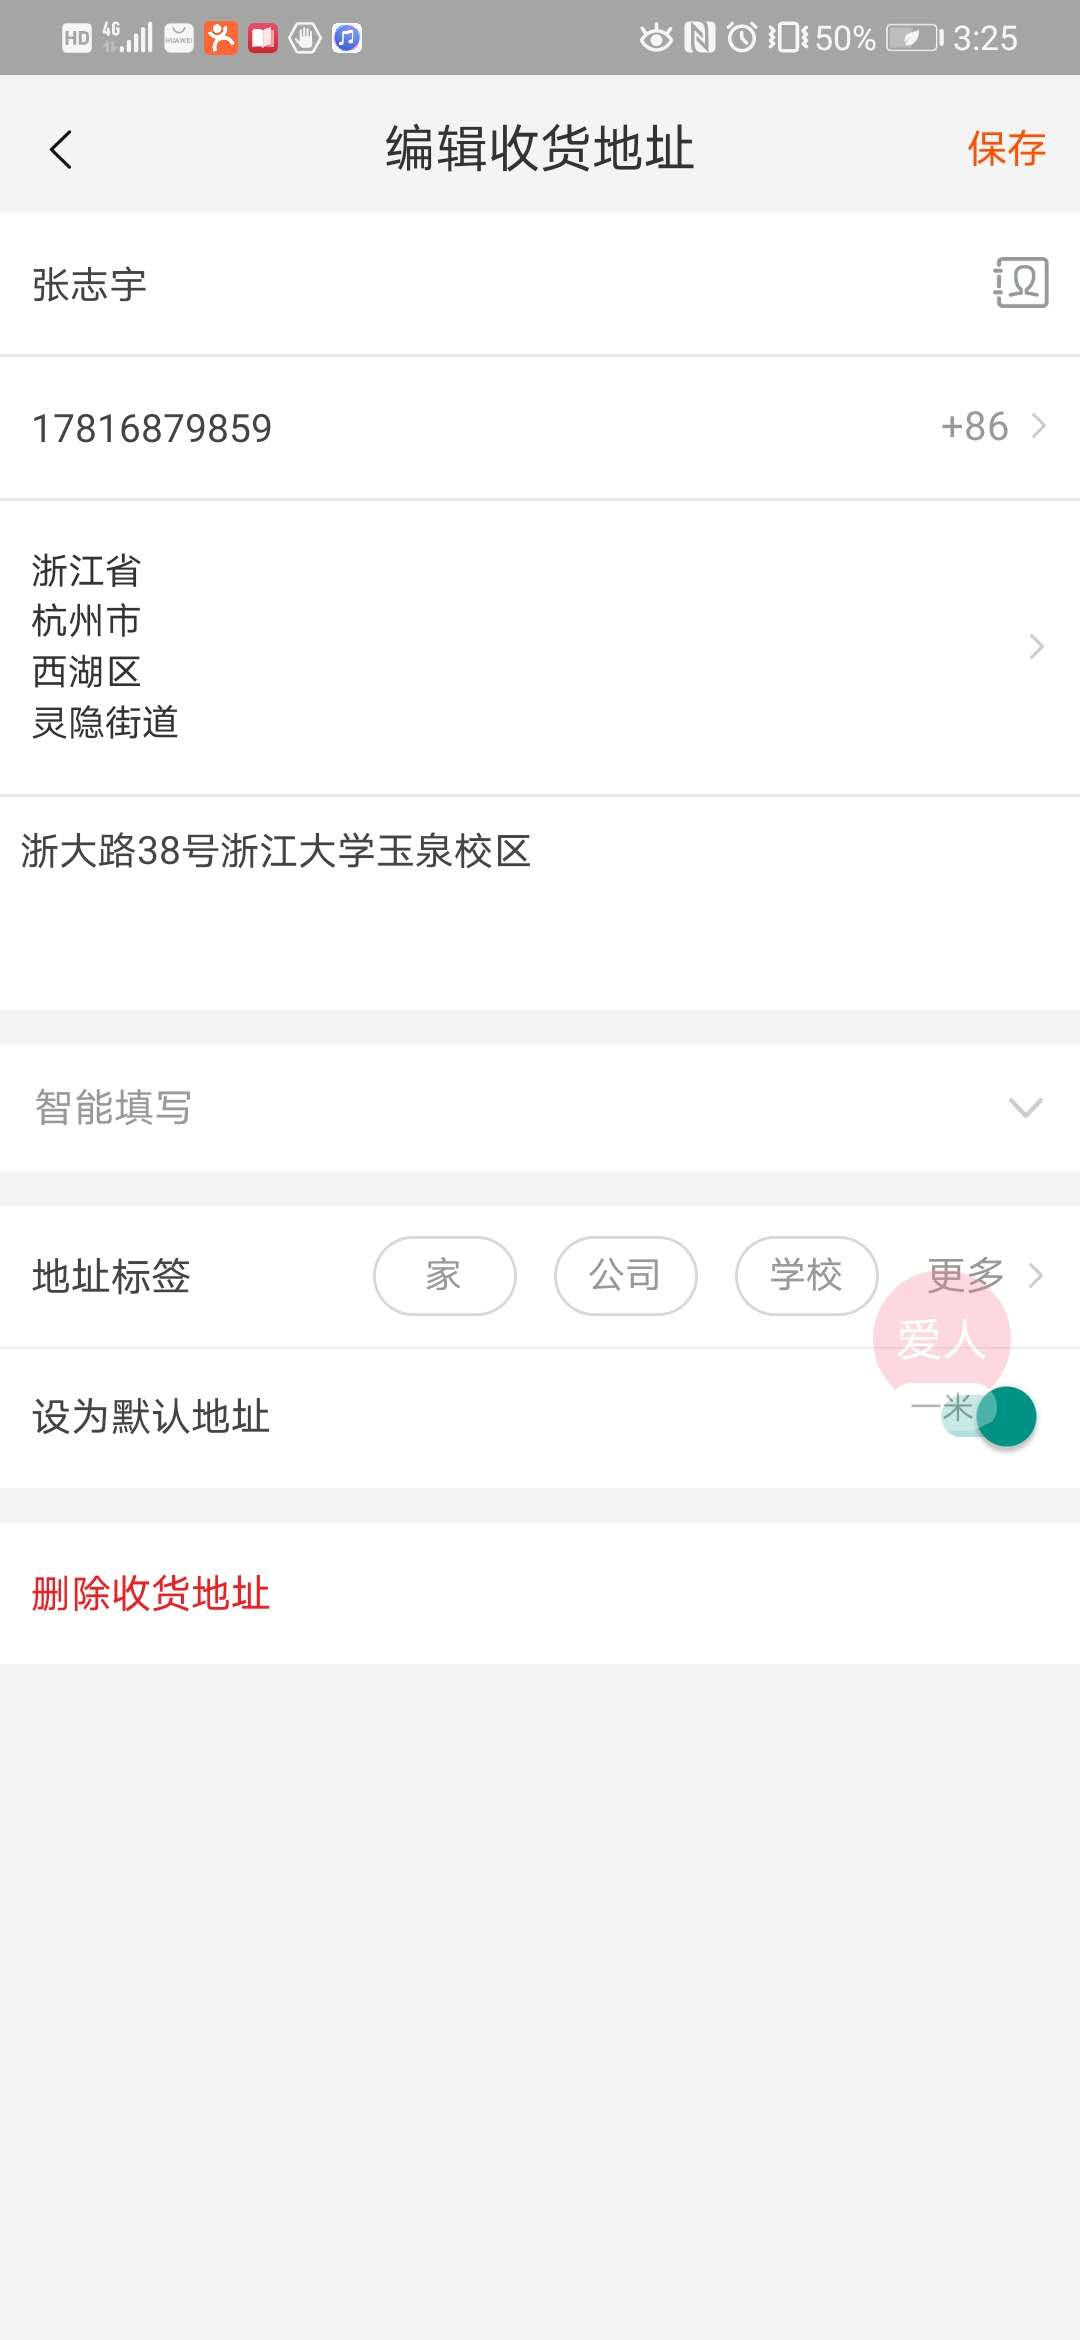 HD 4G HUAWEI 50% 3:25
编辑收货地址 保存
张志宇
17816879859 +86
浙江省
杭州市
西湖区
灵隐街道
浙大路38号浙江大学玉泉校区
智能填写
地址标签 家 公司 学校 更多
爱人
一米
设为默认地址
删除收货地址